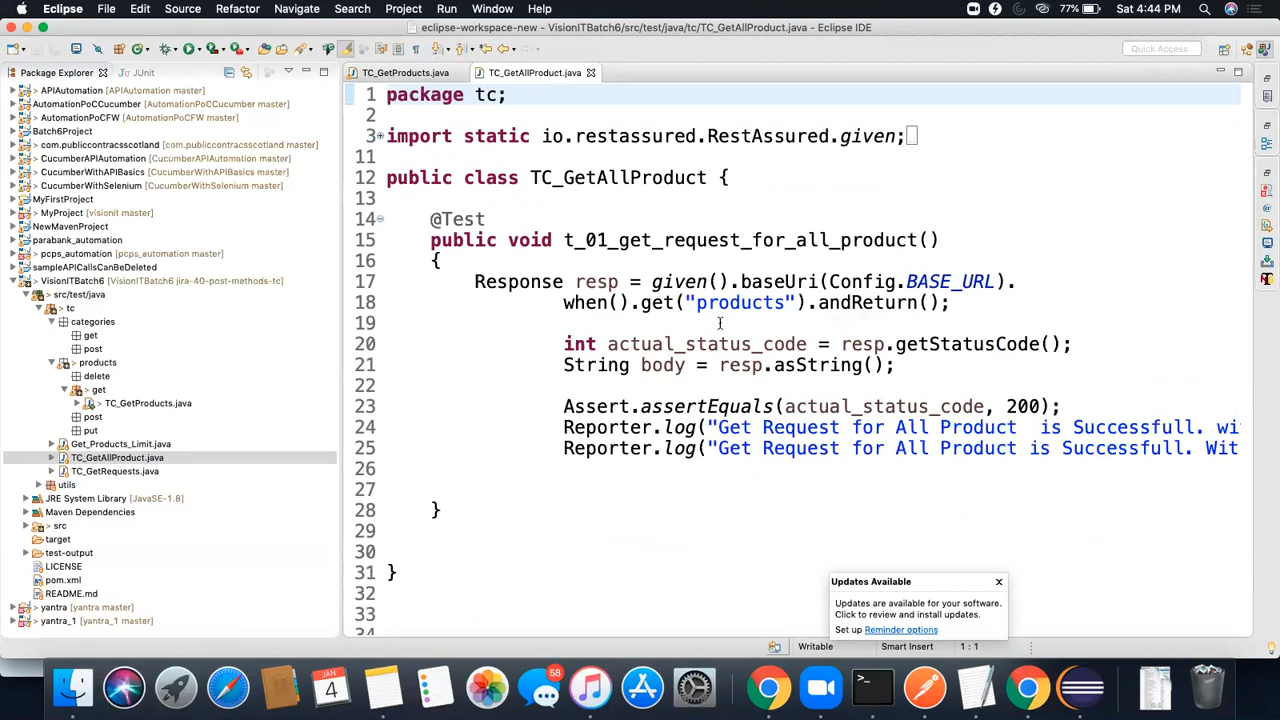 Eclipse File Edit Source Refactor Navigate Search Project Run Window Help 77% Sat 4:44 PM
eclipse-workspace-new - VisionITBatch6/src/test/java/tc/TC_GetAllProduct.java - Eclipse IDE
Quick Access
Package Explorer JUnit
APIAutomation (APIAutomation master)
AutomationPoCCucumber (AutomationPoCCucumber master)
AutomationPoCFW (AutomationPoCCucumber master)
Batch6Project
com.publiccontracsscotland (com.publiccontracsscotland master)
CucumberAPIAutomation (CucumberAPIAutomation master)
CucumberWithAPIBasics (CucumberWithAPIBasics master)
CucumberWithSelenium (CucumberWithSelenium master)
MyFirstProject
MyProject (visionit master)
NewMavenProject
parabank_automation
pcps_automation (pcps_automation master)
sampleAPICallsCanBeDeleted
VisionITBatch6 (VisionITBatch6 jira-40-post-methods-tc)
src/test/java
tc
categories
get
post
products
delete
get
TC_GetProducts.java
post
put
Get_Products_Limit.java
TC_GetAllProduct.java
TC_GetRequests.java
utils
JRE System Library (JavaSE-1.8)
Maven Dependencies
src
target
test-output
LICENSE
pom.xml
README.md
yantra (yantra master)
yantra_1 (yantra master)
TC_GetProducts.java TC_GetAllProduct.java
1 package tc;
2
3 import static io.restassured.RestAssured.given;
11
12 public class TC_GetAllProduct {
13
14 @Test
15 public void t_01_get_request_for_all_product()
16 {
17 Response resp = given().baseUri(Config.BASE_URL).
18 when().get("products").andReturn();
19
20 int actual_status_code = resp.getStatusCode();
21 String body = resp.asString();
22
23 Assert.assertEquals(actual_status_code, 200);
24 Reporter.log("Get Request for All Product  is Successfull. wi
25 Reporter.log("Get Request for All Product is Successfull. Wit
26
27
28 }
29
30
31 }
32
33
34
Updates Available
Updates are available for your software.
Click to review and install updates.
Set up Reminder options
Writable Smart Insert 1 : 1
JAN
4
58